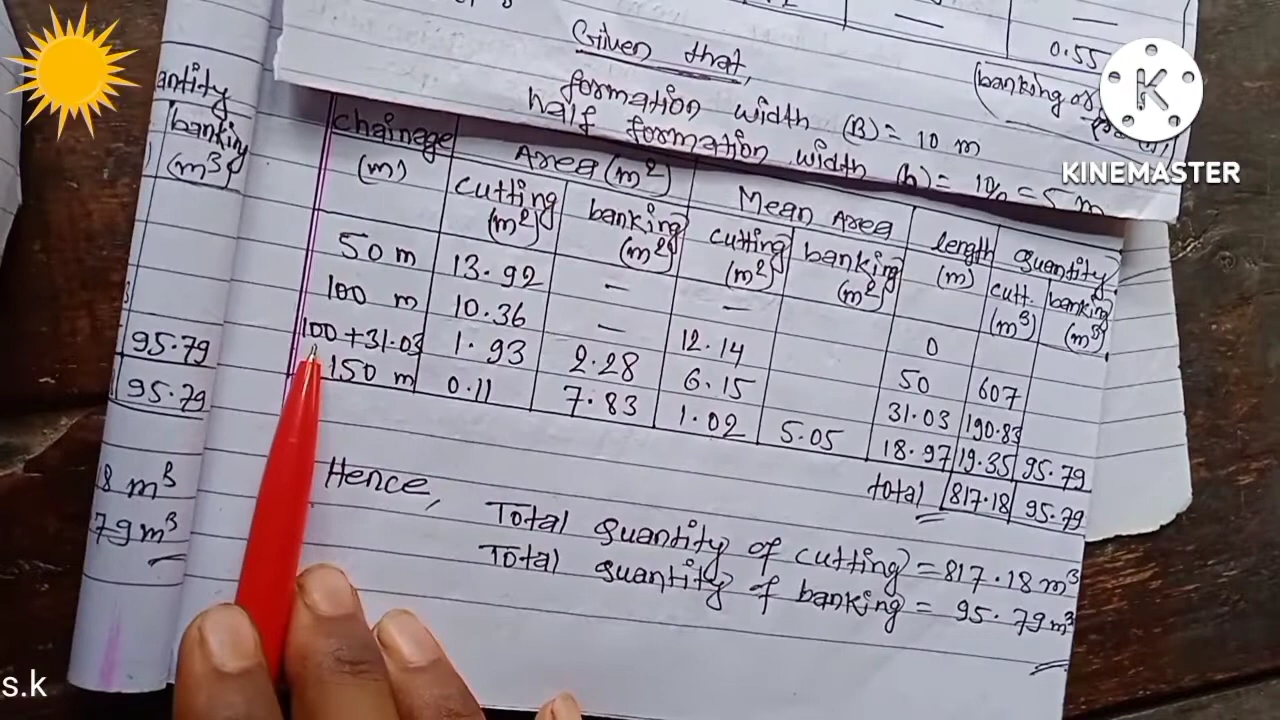 0.55
Given that,
formation width (B) = 10 m
half formation width (b) = 10/2 = 5 m
(banking or
K
KINEMASTER
antity
banking
(m³)
95.79
95.79
8 m³
79 m³
chainage (m) Area (m²) Mean Area length (m) quantity
cutting (m²) banking (m²) cutting (m²) banking (m²) cutt. (m³) banking (m³)
50 m 13.92 – – 0
100 m 10.36 – 12.14 50 607
100+31.03 1.93 2.28 6.15 31.03 190.83
150 m 0.11 7.83 1.02 5.05 18.97 19.35 95.79
total 817.18 95.79
Hence, Total quantity of cutting = 817.18 m³
Total quantity of banking = 95.79 m³
s.k